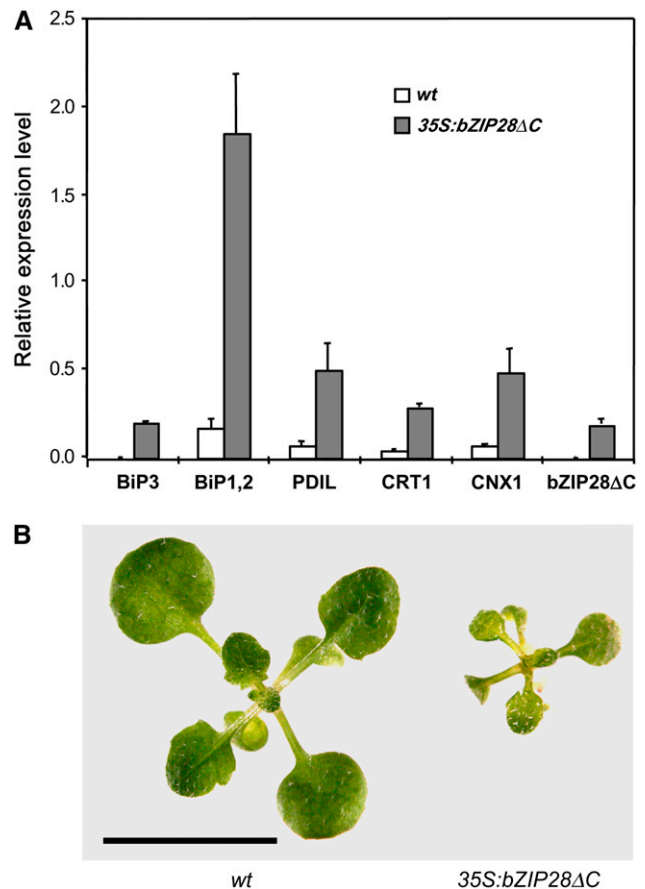 A
2.5
2.0
1.5
1.0
0.5
0.0
Relative expression level
wt
35S:bZIP28ΔC
BiP3 BiP1,2 PDIL CRT1 CNX1 bZIP28ΔC
B
wt 35S:bZIP28ΔC